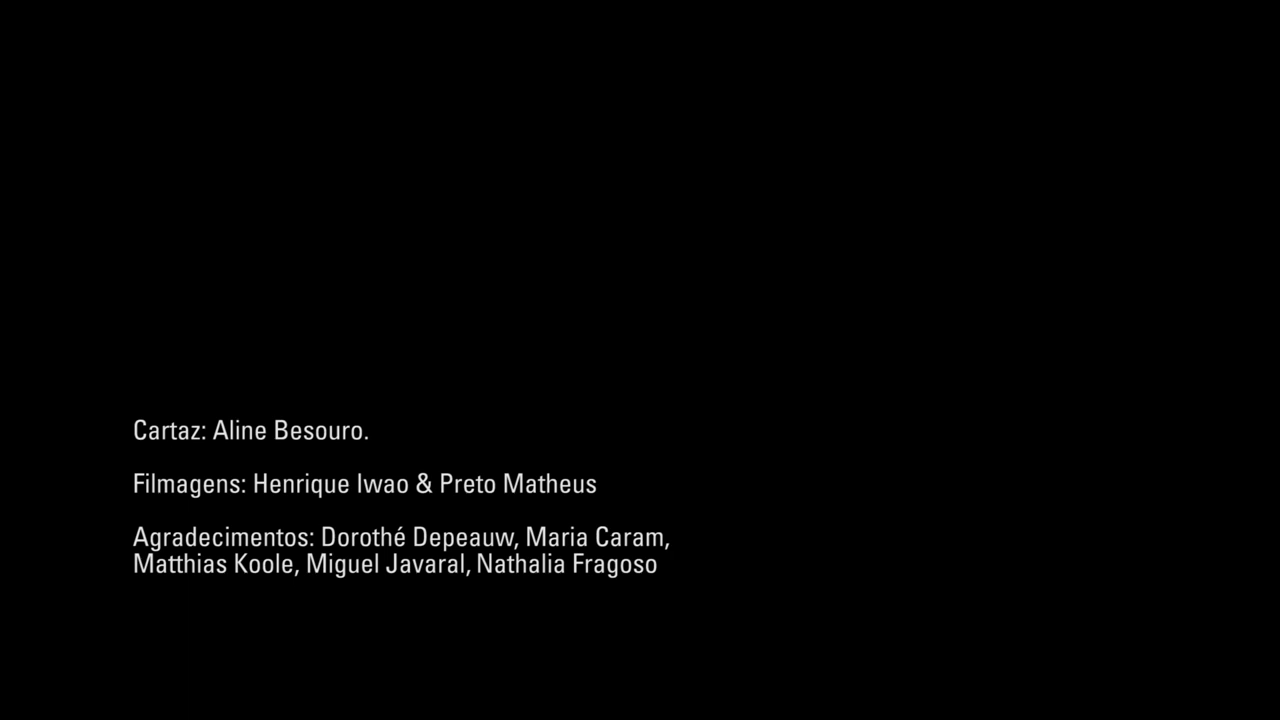 Cartaz: Aline Besouro.
Filmagens: Henrique Iwao & Preto Matheus
Agradecimentos: Dorothé Depeauw, Maria Caram,
Matthias Koole, Miguel Javaral, Nathalia Fragoso